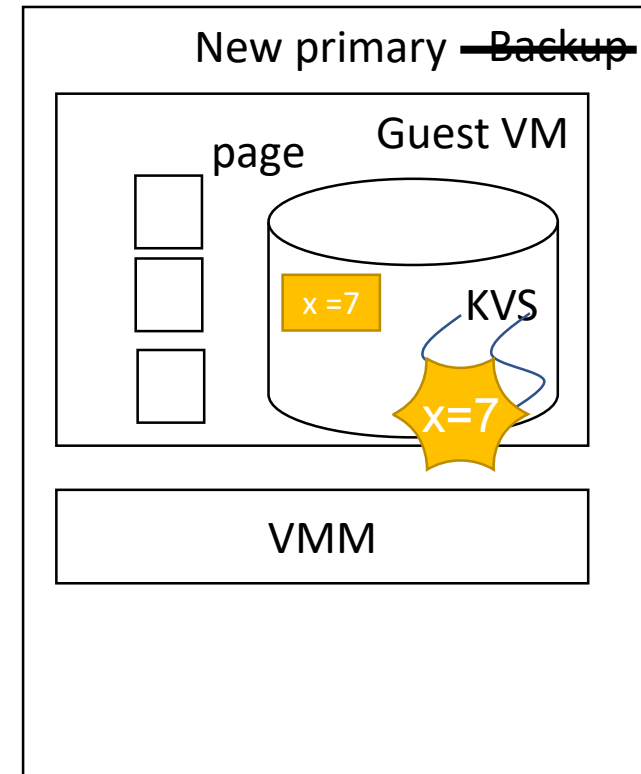 New primary Backup
Guest VM
page
x =7
KVS
x=7
VMM